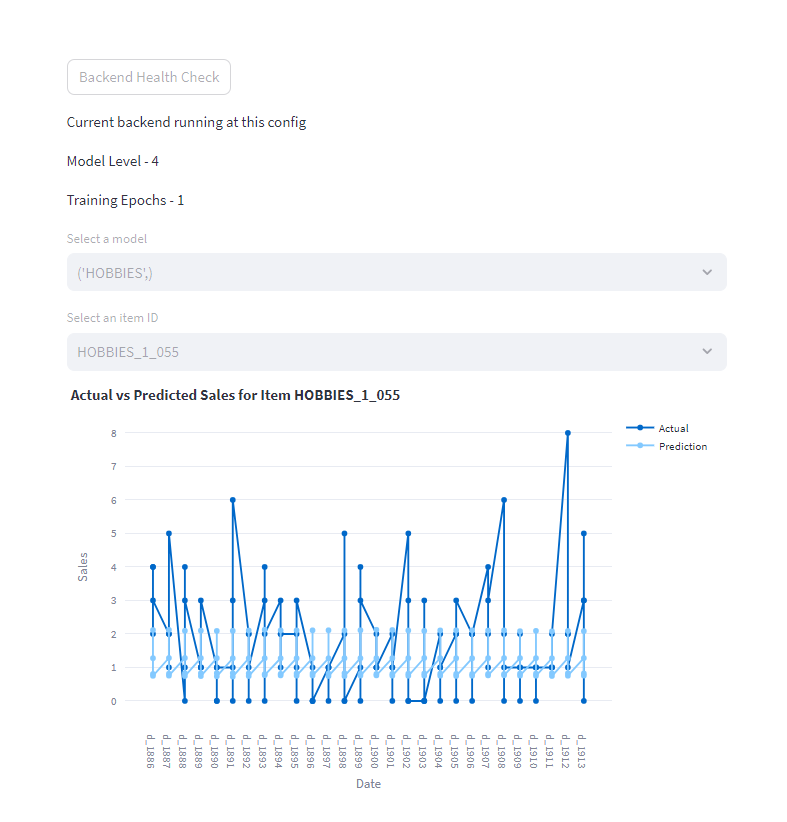 Backend Health Check
Current backend running at this config
Model Level - 4
Training Epochs - 1
Select a model
('HOBBIES',)
Select an item ID
HOBBIES_1_055
Actual vs Predicted Sales for Item HOBBIES_1_055
Actual
Prediction
8
7
6
5
4
3
2
1
0
Sales
d_1886
d_1887
d_1888
d_1889
d_1890
d_1891
d_1892
d_1893
d_1894
d_1895
d_1896
d_1897
d_1898
d_1899
d_1900
d_1901
d_1902
d_1903
d_1904
d_1905
d_1906
d_1907
d_1908
d_1909
d_1910
d_1911
d_1912
d_1913
Date